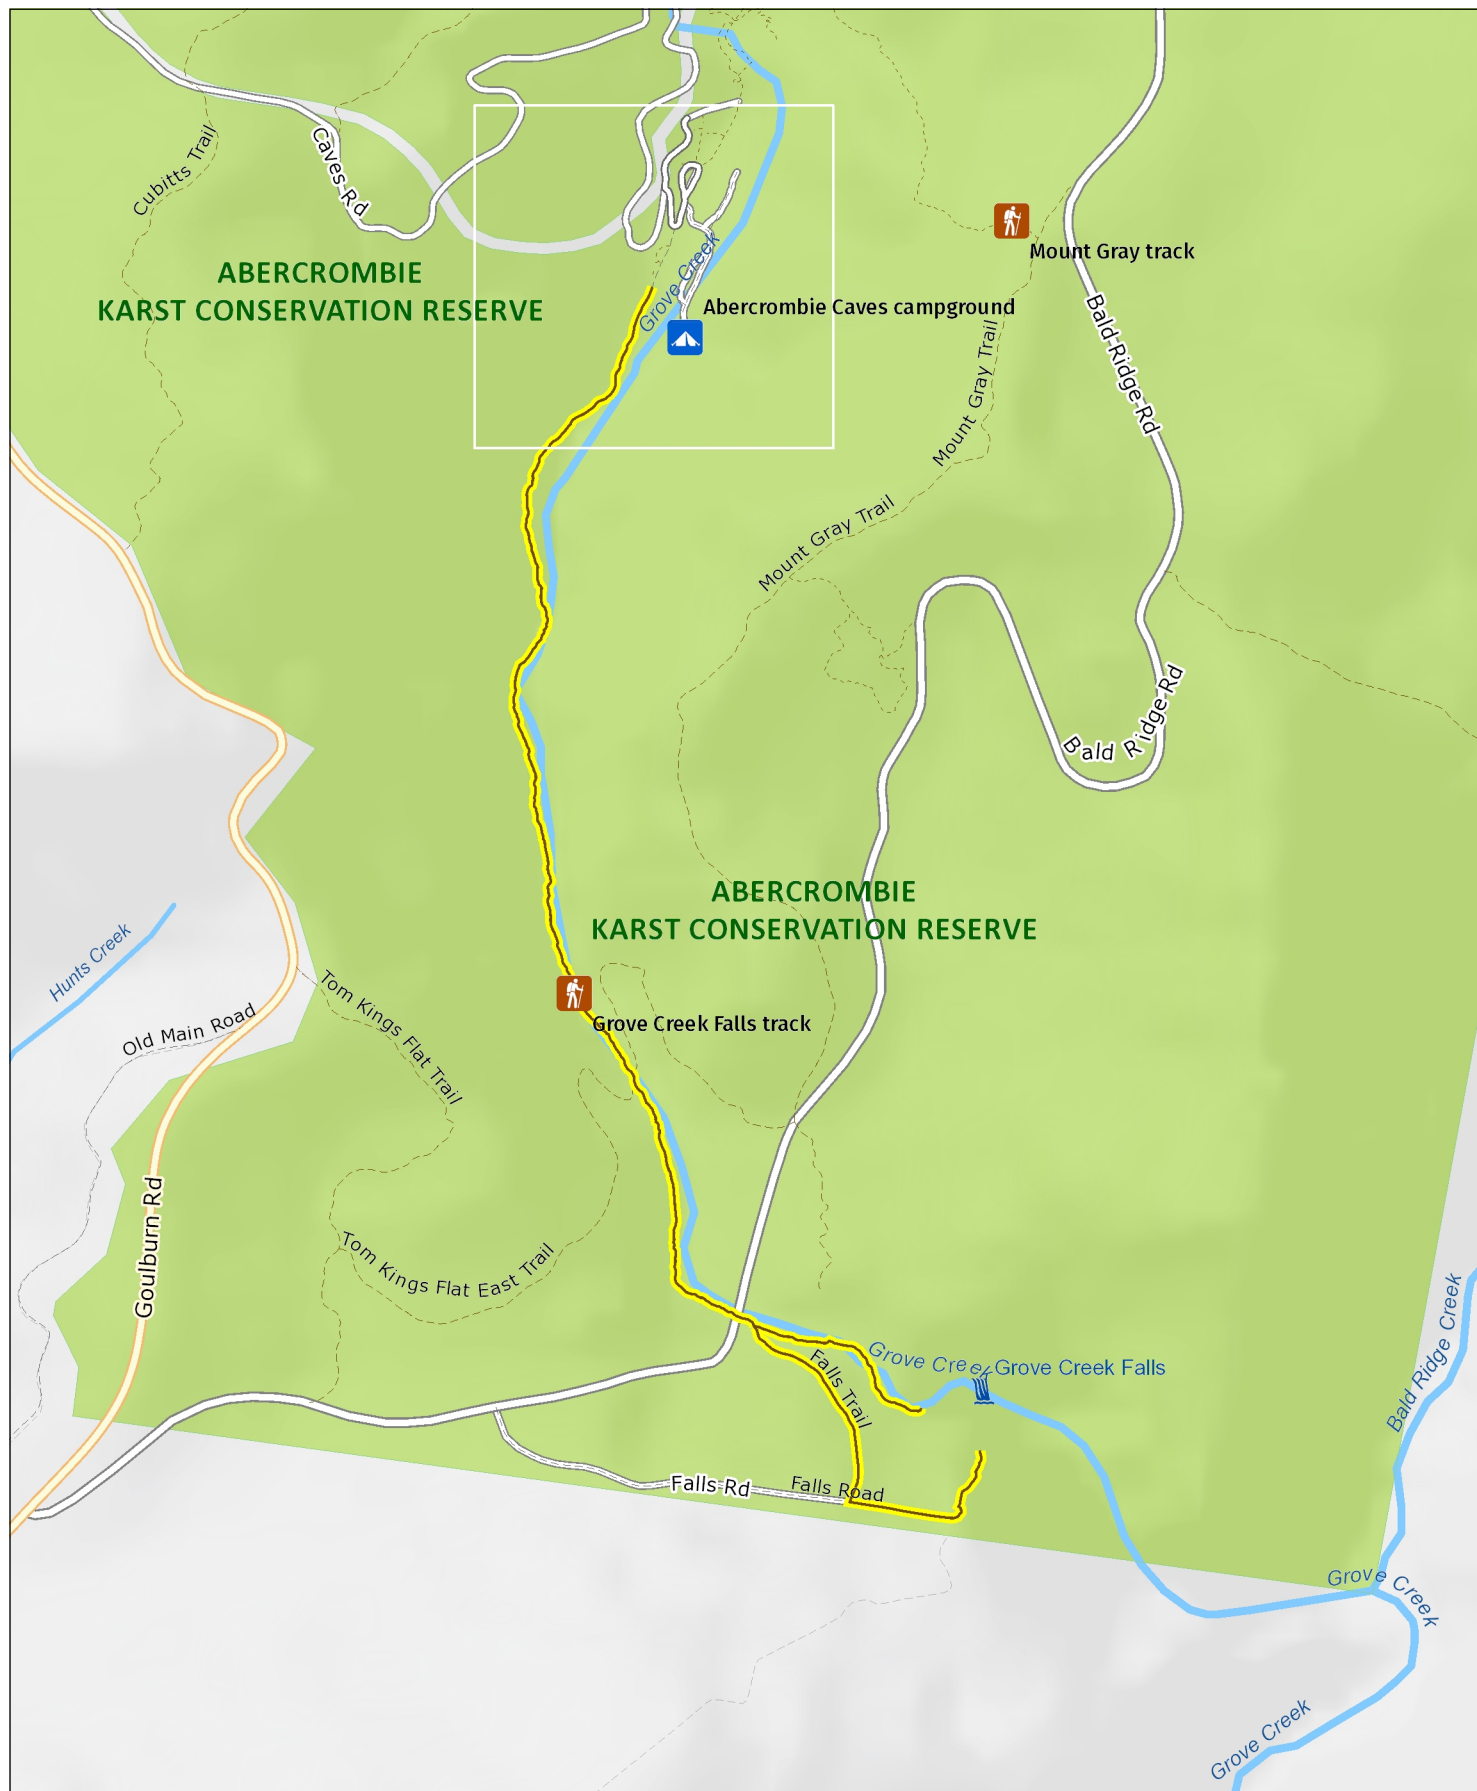 Cubitts Trail
Caves Rd
ABERCROMBIE
KARST CONSERVATION RESERVE
Grove Creek
Abercrombie Caves campground
Mount Gray track
Bald Ridge Rd
Mount Gray Trail
Mount Gray Trail
Bald Ridge Rd
ABERCROMBIE
KARST CONSERVATION RESERVE
Hunts Creek
Old Main Road
Tom Kings Flat Trail
Grove Creek Falls track
Goulburn Rd
Tom Kings Flat East Trail
Falls Trail
Grove Creek
Grove Creek Falls
Bald Ridge Creek
Falls Rd
Falls Road
Grove Creek
Grove Creek